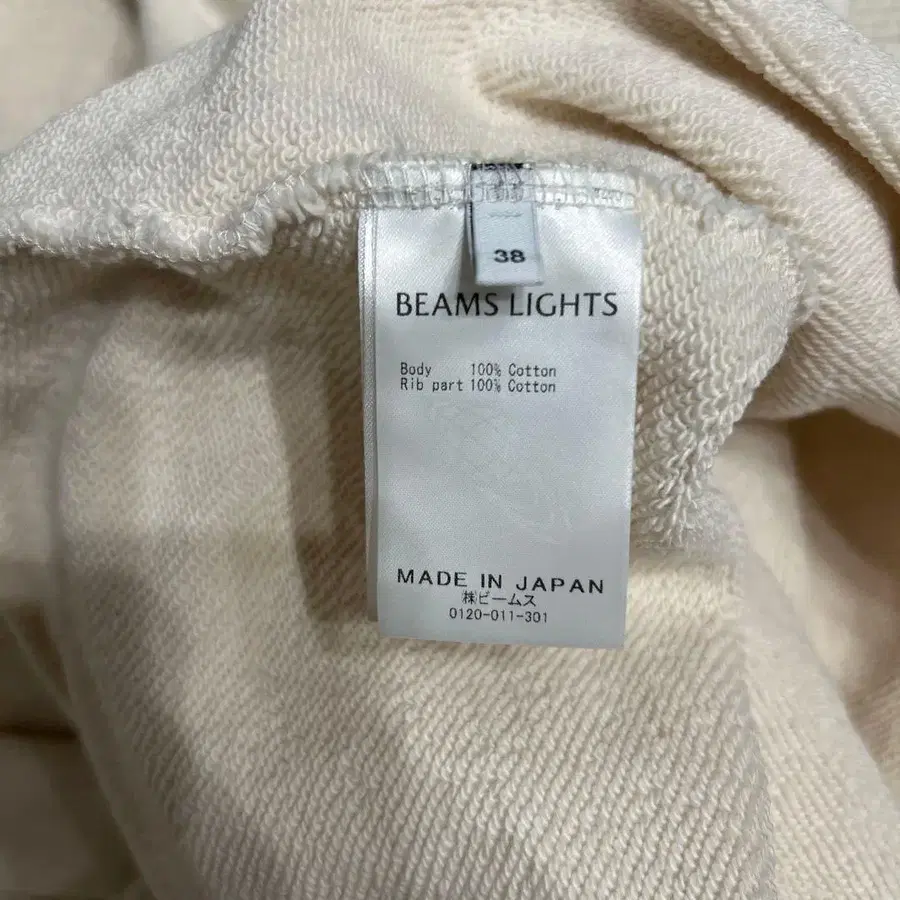 38
BEAMS LIGHTS
Body 100% Cotton
Rib part 100% Cotton
MADE IN JAPAN
㈱ビームス
0120-011-301